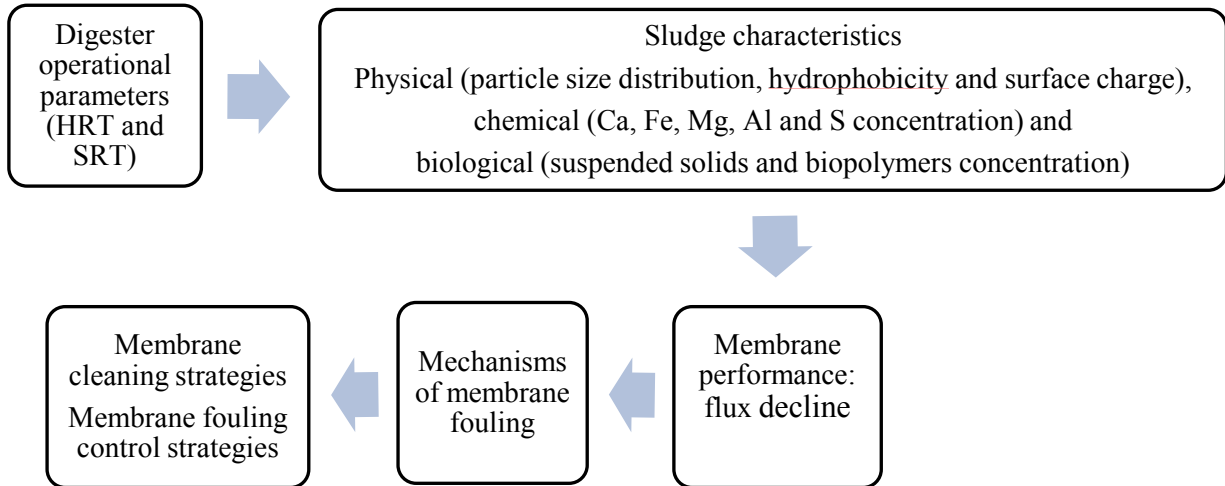 Digester
operational
parameters
(HRT and
SRT)
Sludge characteristics
Physical (particle size distribution, hydrophobicity and surface charge),
chemical (Ca, Fe, Mg, Al and S concentration) and
biological (suspended solids and biopolymers concentration)
Membrane
performance:
flux decline
Mechanisms
of membrane
fouling
Membrane
cleaning strategies
Membrane fouling
control strategies